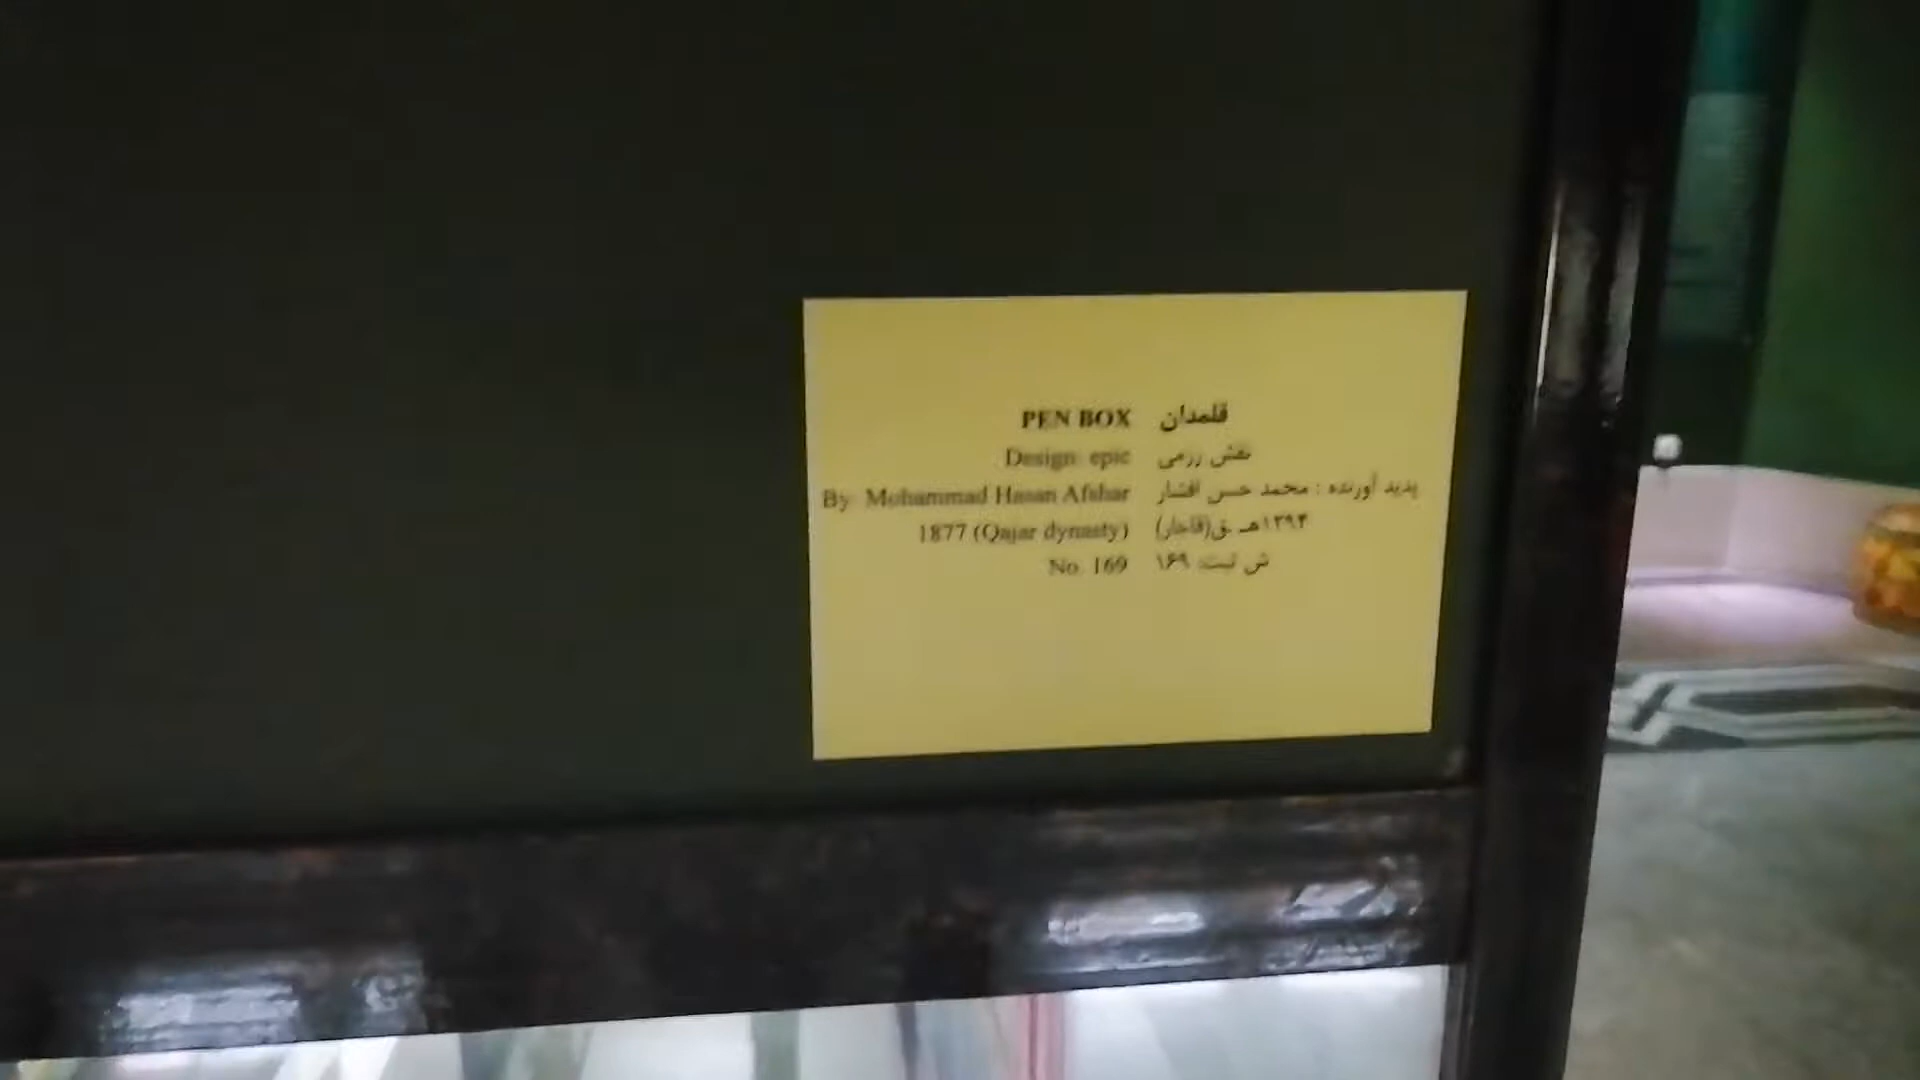 PEN BOX
Design: epic
By: Mohammad Hasan Afshar
1877 (Qajar dynasty)
No. 169
قلمدان
نقش رزمی
پدید آورنده : محمد حسن افشار
۱۲۹۴هـ .ق(قاجار)
ش ثبت: ۱۶۹